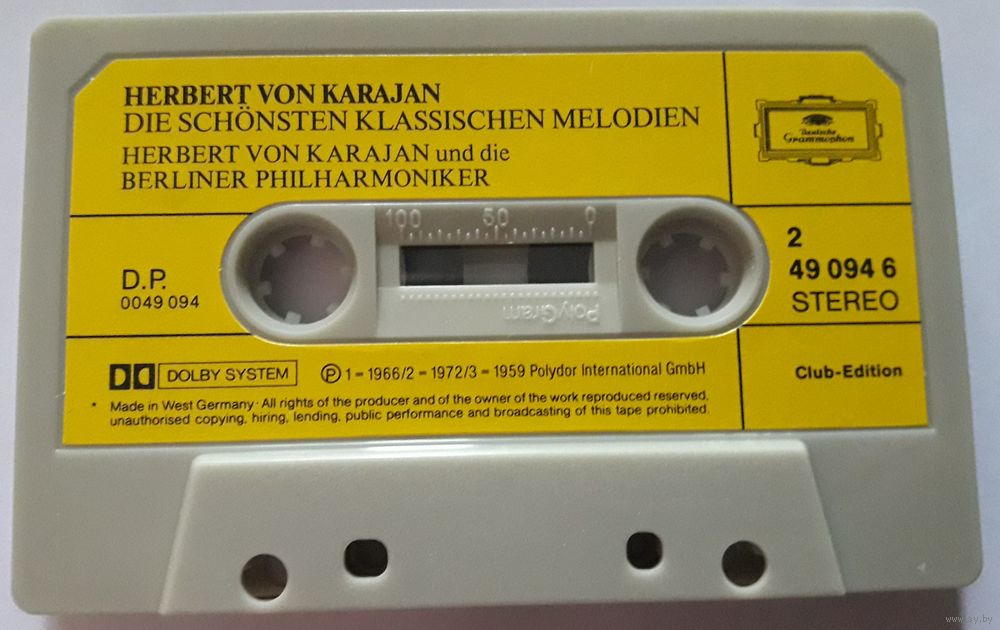 HERBERT VON KARAJAN
DIE SCHÖNSTEN KLASSISCHEN MELODIEN
HERBERT VON KARAJAN und die
BERLINER PHILHARMONIKER
Deutsche
Grammophon
100 50 0
PolyGram
D.P.
0049 094
2
49 094 6
STEREO
DOLBY SYSTEM
Ⓟ 1 – 1966/2 – 1972/3 – 1959 Polydor International GmbH
Club-Edition
* Made in West Germany · All rights of the producer and of the owner of the work reproduced reserved,
unauthorised copying, hiring, lending, public performance and broadcasting of this tape prohibited.
www.ay.by